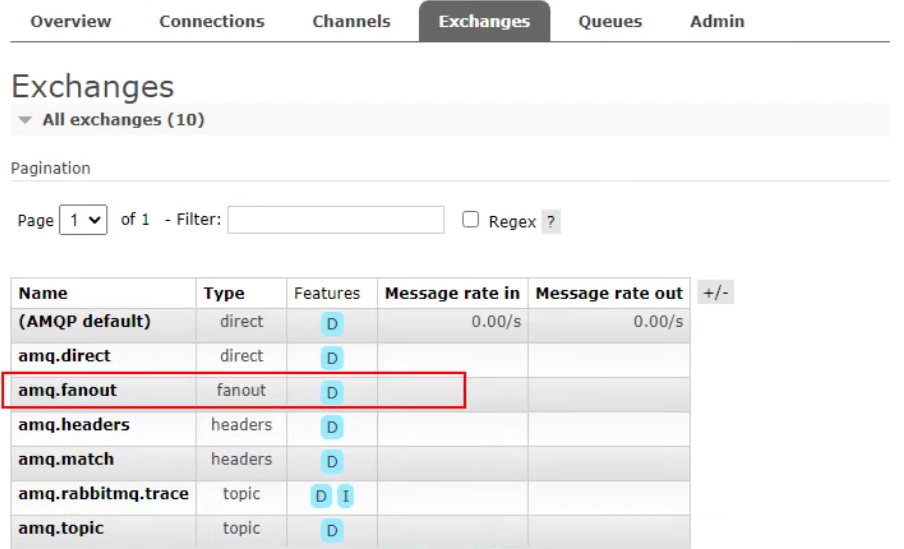 Overview Connections Channels Exchanges Queues Admin
Exchanges
All exchanges (10)
Pagination
Page 1 of 1 - Filter: Regex ?
Name Type Features Message rate in Message rate out +/-
(AMQP default) direct D 0.00/s 0.00/s
amq.direct direct D
amq.fanout fanout D
amq.headers headers D
amq.match headers D
amq.rabbitmq.trace topic D I
amq.topic topic D